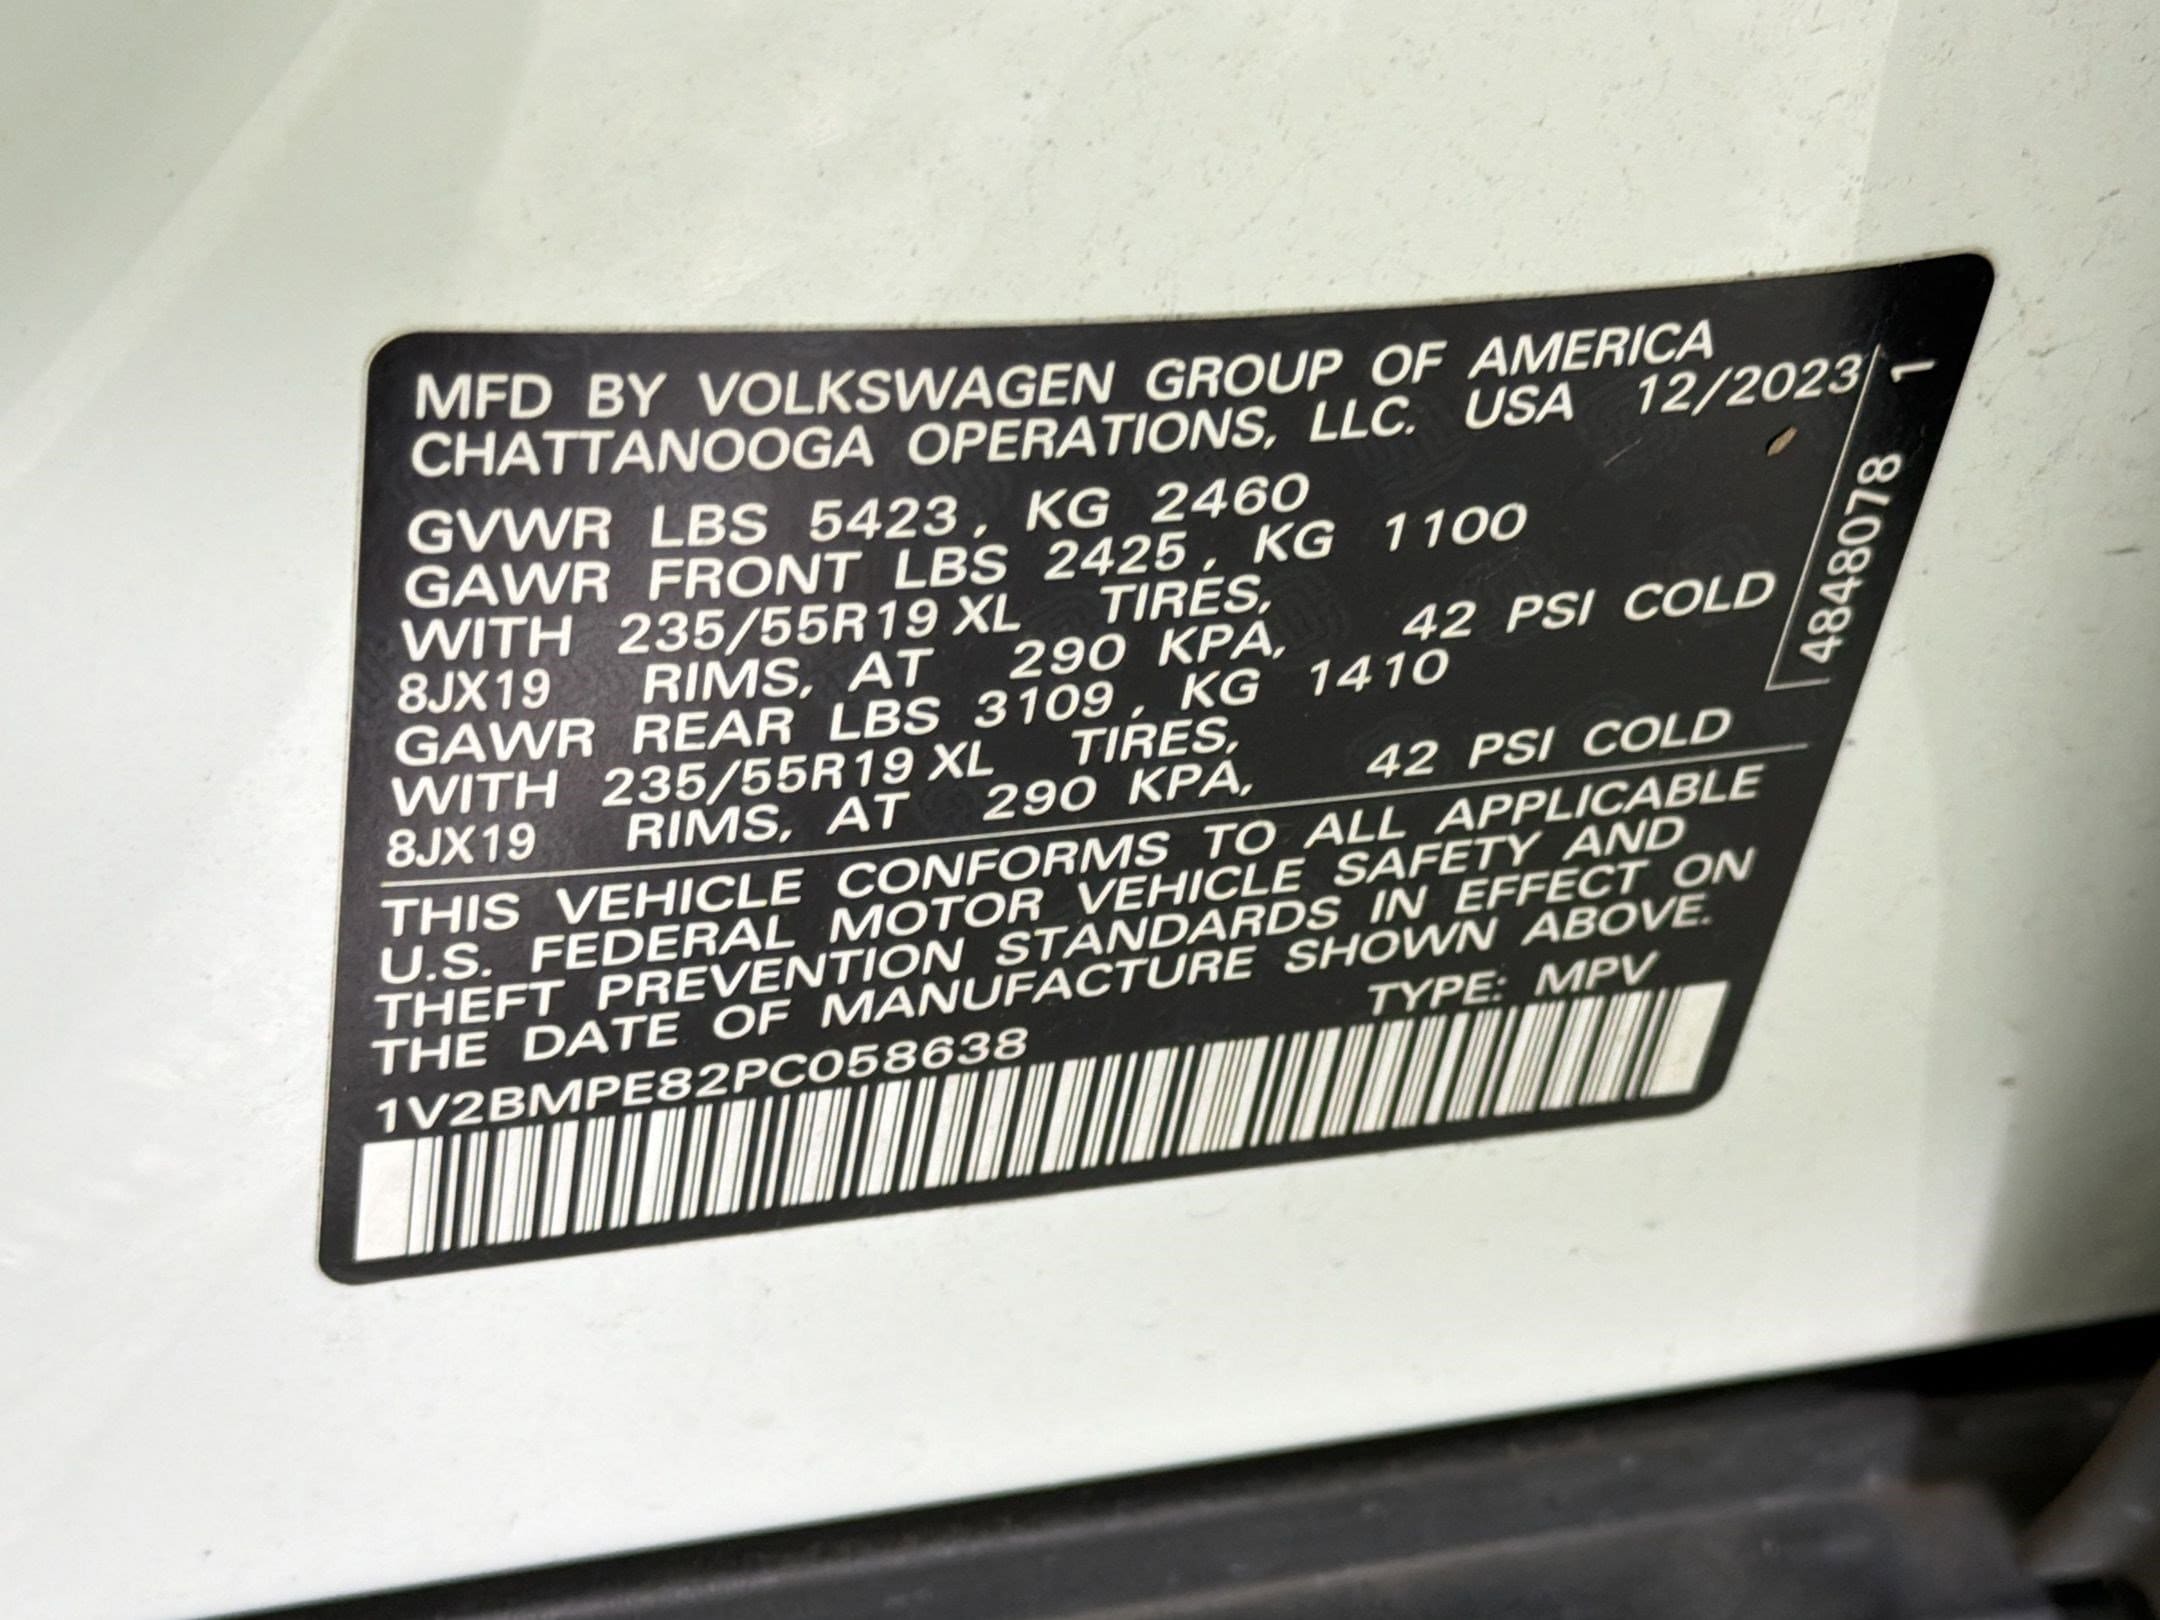 MFD BY VOLKSWAGEN GROUP OF AMERICA
CHATTANOOGA OPERATIONS, LLC. USA 12/2023
GVWR LBS 5423, KG 2460
GAWR FRONT LBS 2425, KG 1100
WITH 235/55R19 XL TIRES,
8JX19 RIMS, AT 290 KPA, 42 PSI COLD
GAWR REAR LBS 3109, KG 1410
WITH 235/55R19 XL TIRES,
8JX19 RIMS, AT 290 KPA, 42 PSI COLD
THIS VEHICLE CONFORMS TO ALL APPLICABLE
U.S. FEDERAL MOTOR VEHICLE SAFETY AND
THEFT PREVENTION STANDARDS IN EFFECT ON
THE DATE OF MANUFACTURE SHOWN ABOVE.
TYPE: MPV
1V2BMPE82PC058638
4848078 1